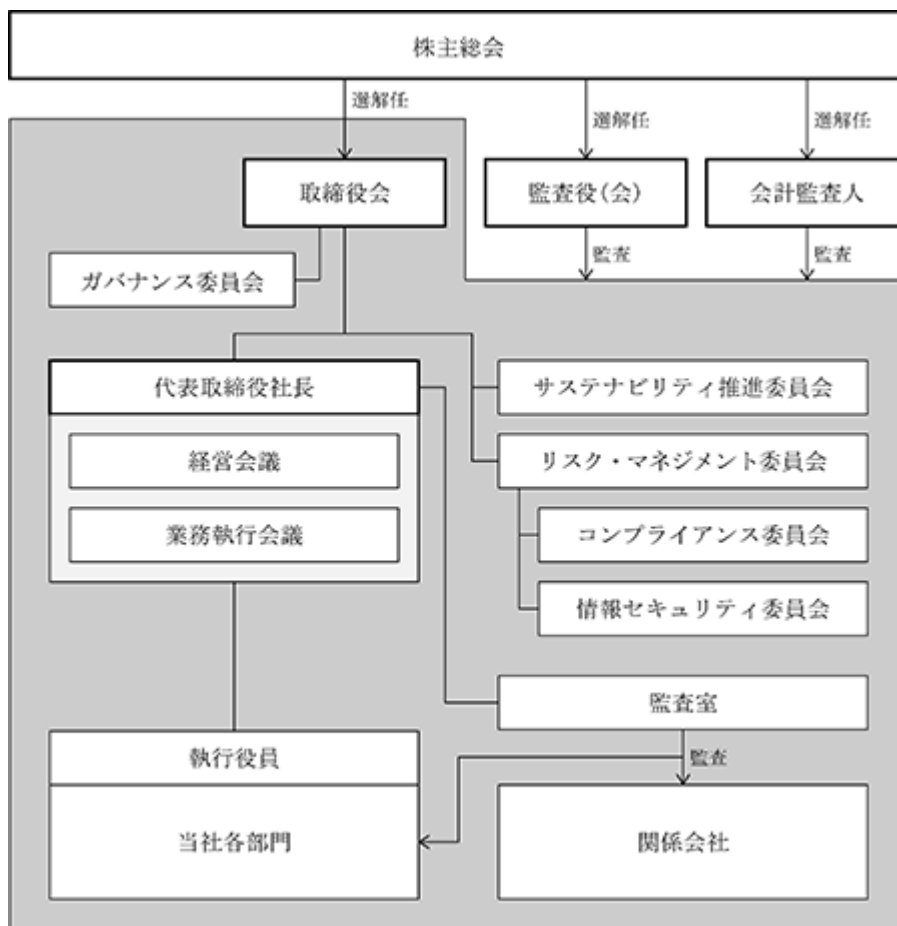 株主総会
選解任
選解任
選解任
取締役会
監査役(会)
会計監査人
監査
監査
ガバナンス委員会
代表取締役社長
サステナビリティ推進委員会
経営会議
リスク・マネジメント委員会
業務執行会議
コンプライアンス委員会
情報セキュリティ委員会
監査室
執行役員
監査
当社各部門
関係会社